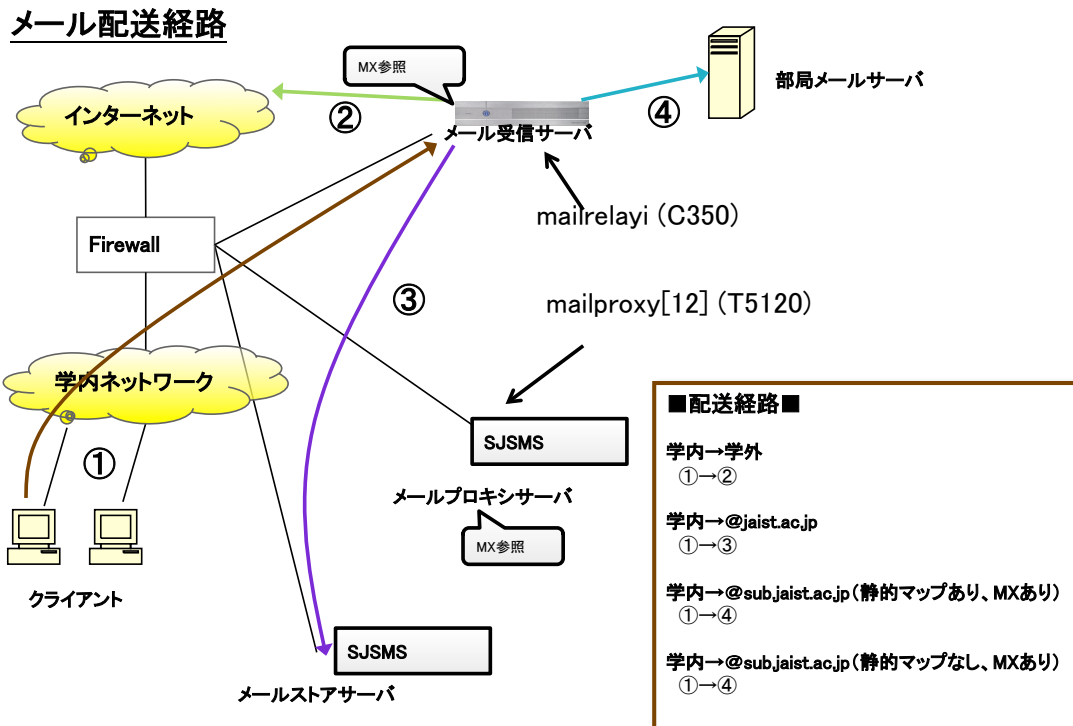 メール配送経路
MX参照
インターネット
②
④
部局メールサーバ
メール受信サーバ
mailrelayi (C350)
Firewall
③
mailproxy[12] (T5120)
学内ネットワーク
①
SJSMS
メールプロキシサーバ
MX参照
クライアント
SJSMS
メールストアサーバ
■配送経路■
学内→学外
①→②
学内→@jaist.ac.jp
①→③
学内→@sub.jaist.ac.jp（静的マップあり、MXあり）
①→④
学内→@sub.jaist.ac.jp（静的マップなし、MXあり）
①→④